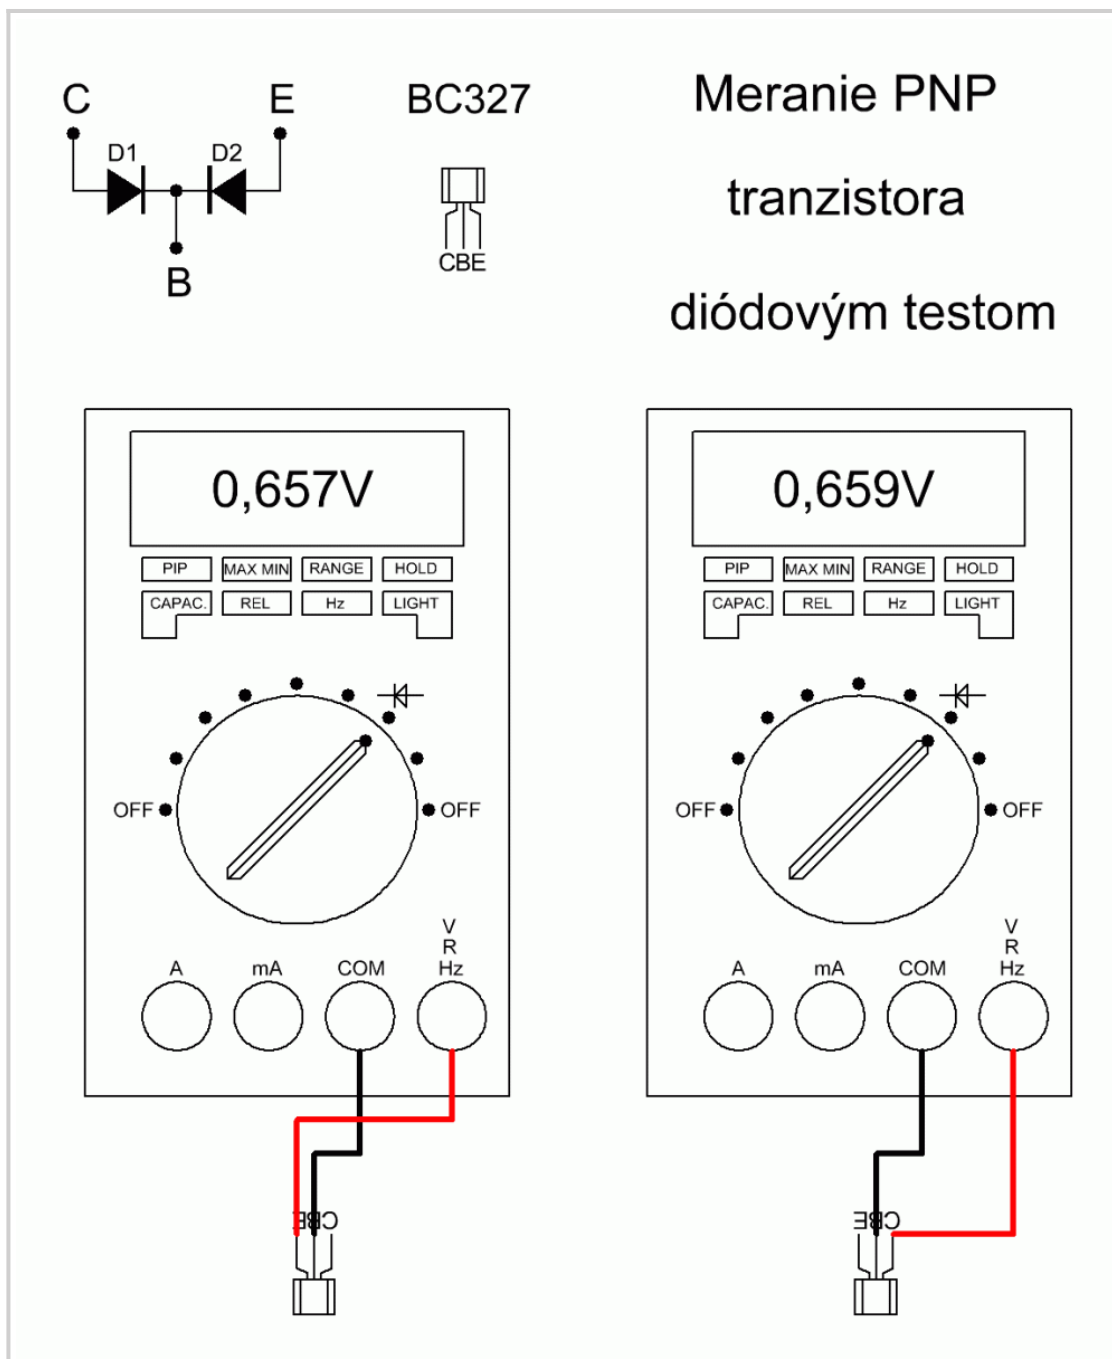 C
E
BC327
Meranie PNP
D1
D2
tranzistora
CBE
B
diódovým testom
0,657V
PIP
MAX MIN
RANGE
HOLD
CAPAC.
REL
Hz
LIGHT
OFF
OFF
V
R
A
mA
COM
Hz
CBE
0,659V
PIP
MAX MIN
RANGE
HOLD
CAPAC.
REL
Hz
LIGHT
OFF
OFF
V
R
A
mA
COM
Hz
CBE